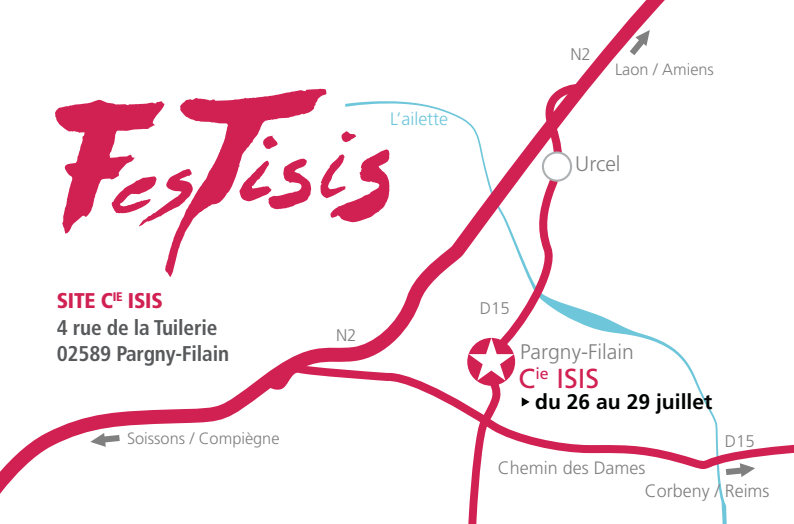 N2
Laon / Amiens
FesTisis
L'ailette
Urcel
SITE CIE ISIS
4 rue de la Tuilerie
02589 Pargny-Filain
D15
N2
Pargny-Filain
Cie ISIS
▸ du 26 au 29 juillet
Soissons / Compiègne
D15
Chemin des Dames
Corbeny / Reims